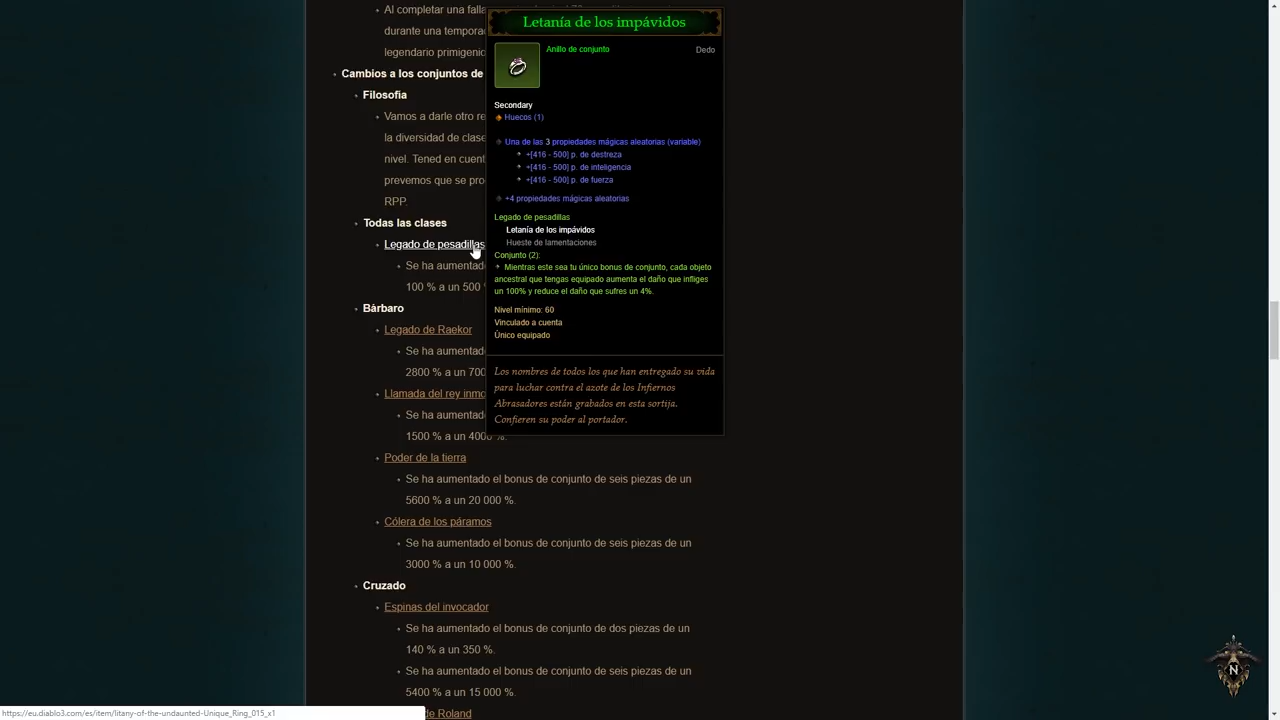 Al completar una falla
durante una tempora
legendario primigenic
Cambios a los conjuntos de
Filosofía
Vamos a darle otro re
la diversidad de clase
nivel. Tened en cuent
prevemos que se pro
RPP.
Todas las clases
Legado de pesadillas
Se ha aumentad
100 % a un 500
Bárbaro
Legado de Raekor
Se ha aumentad
2800 % a un 700
Llamada del rey inmo
Se ha aumentad
1500 % a un 4000 %.
Poder de la tierra
Se ha aumentado el bonus de conjunto de seis piezas de un
5600 % a un 20 000 %.
Cólera de los páramos
Se ha aumentado el bonus de conjunto de seis piezas de un
3000 % a un 10 000 %.
Cruzado
Espinas del invocador
Se ha aumentado el bonus de conjunto de dos piezas de un
140 % a un 350 %.
Se ha aumentado el bonus de conjunto de seis piezas de un
5400 % a un 15 000 %.
de Roland
Letanía de los impávidos
Anillo de conjunto Dedo
Secondary
Huecos (1)
Una de las 3 propiedades mágicas aleatorias (variable)
+[416 - 500] p. de destreza
+[416 - 500] p. de inteligencia
+[416 - 500] p. de fuerza
+4 propiedades mágicas aleatorias
Legado de pesadillas
Letanía de los impávidos
Hueste de lamentaciones
Conjunto (2):
Mientras este sea tu único bonus de conjunto, cada objeto
ancestral que tengas equipado aumenta el daño que infliges
un 100% y reduce el daño que sufres un 4%.
Nivel mínimo: 60
Vinculado a cuenta
Único equipado
Los nombres de todos los que han entregado su vida
para luchar contra el azote de los Infiernos
Abrasadores están grabados en esta sortija.
Confieren su poder al portador.
https://eu.diablo3.com/es/item/litany-of-the-undaunted-Unique_Ring_015_x1
N